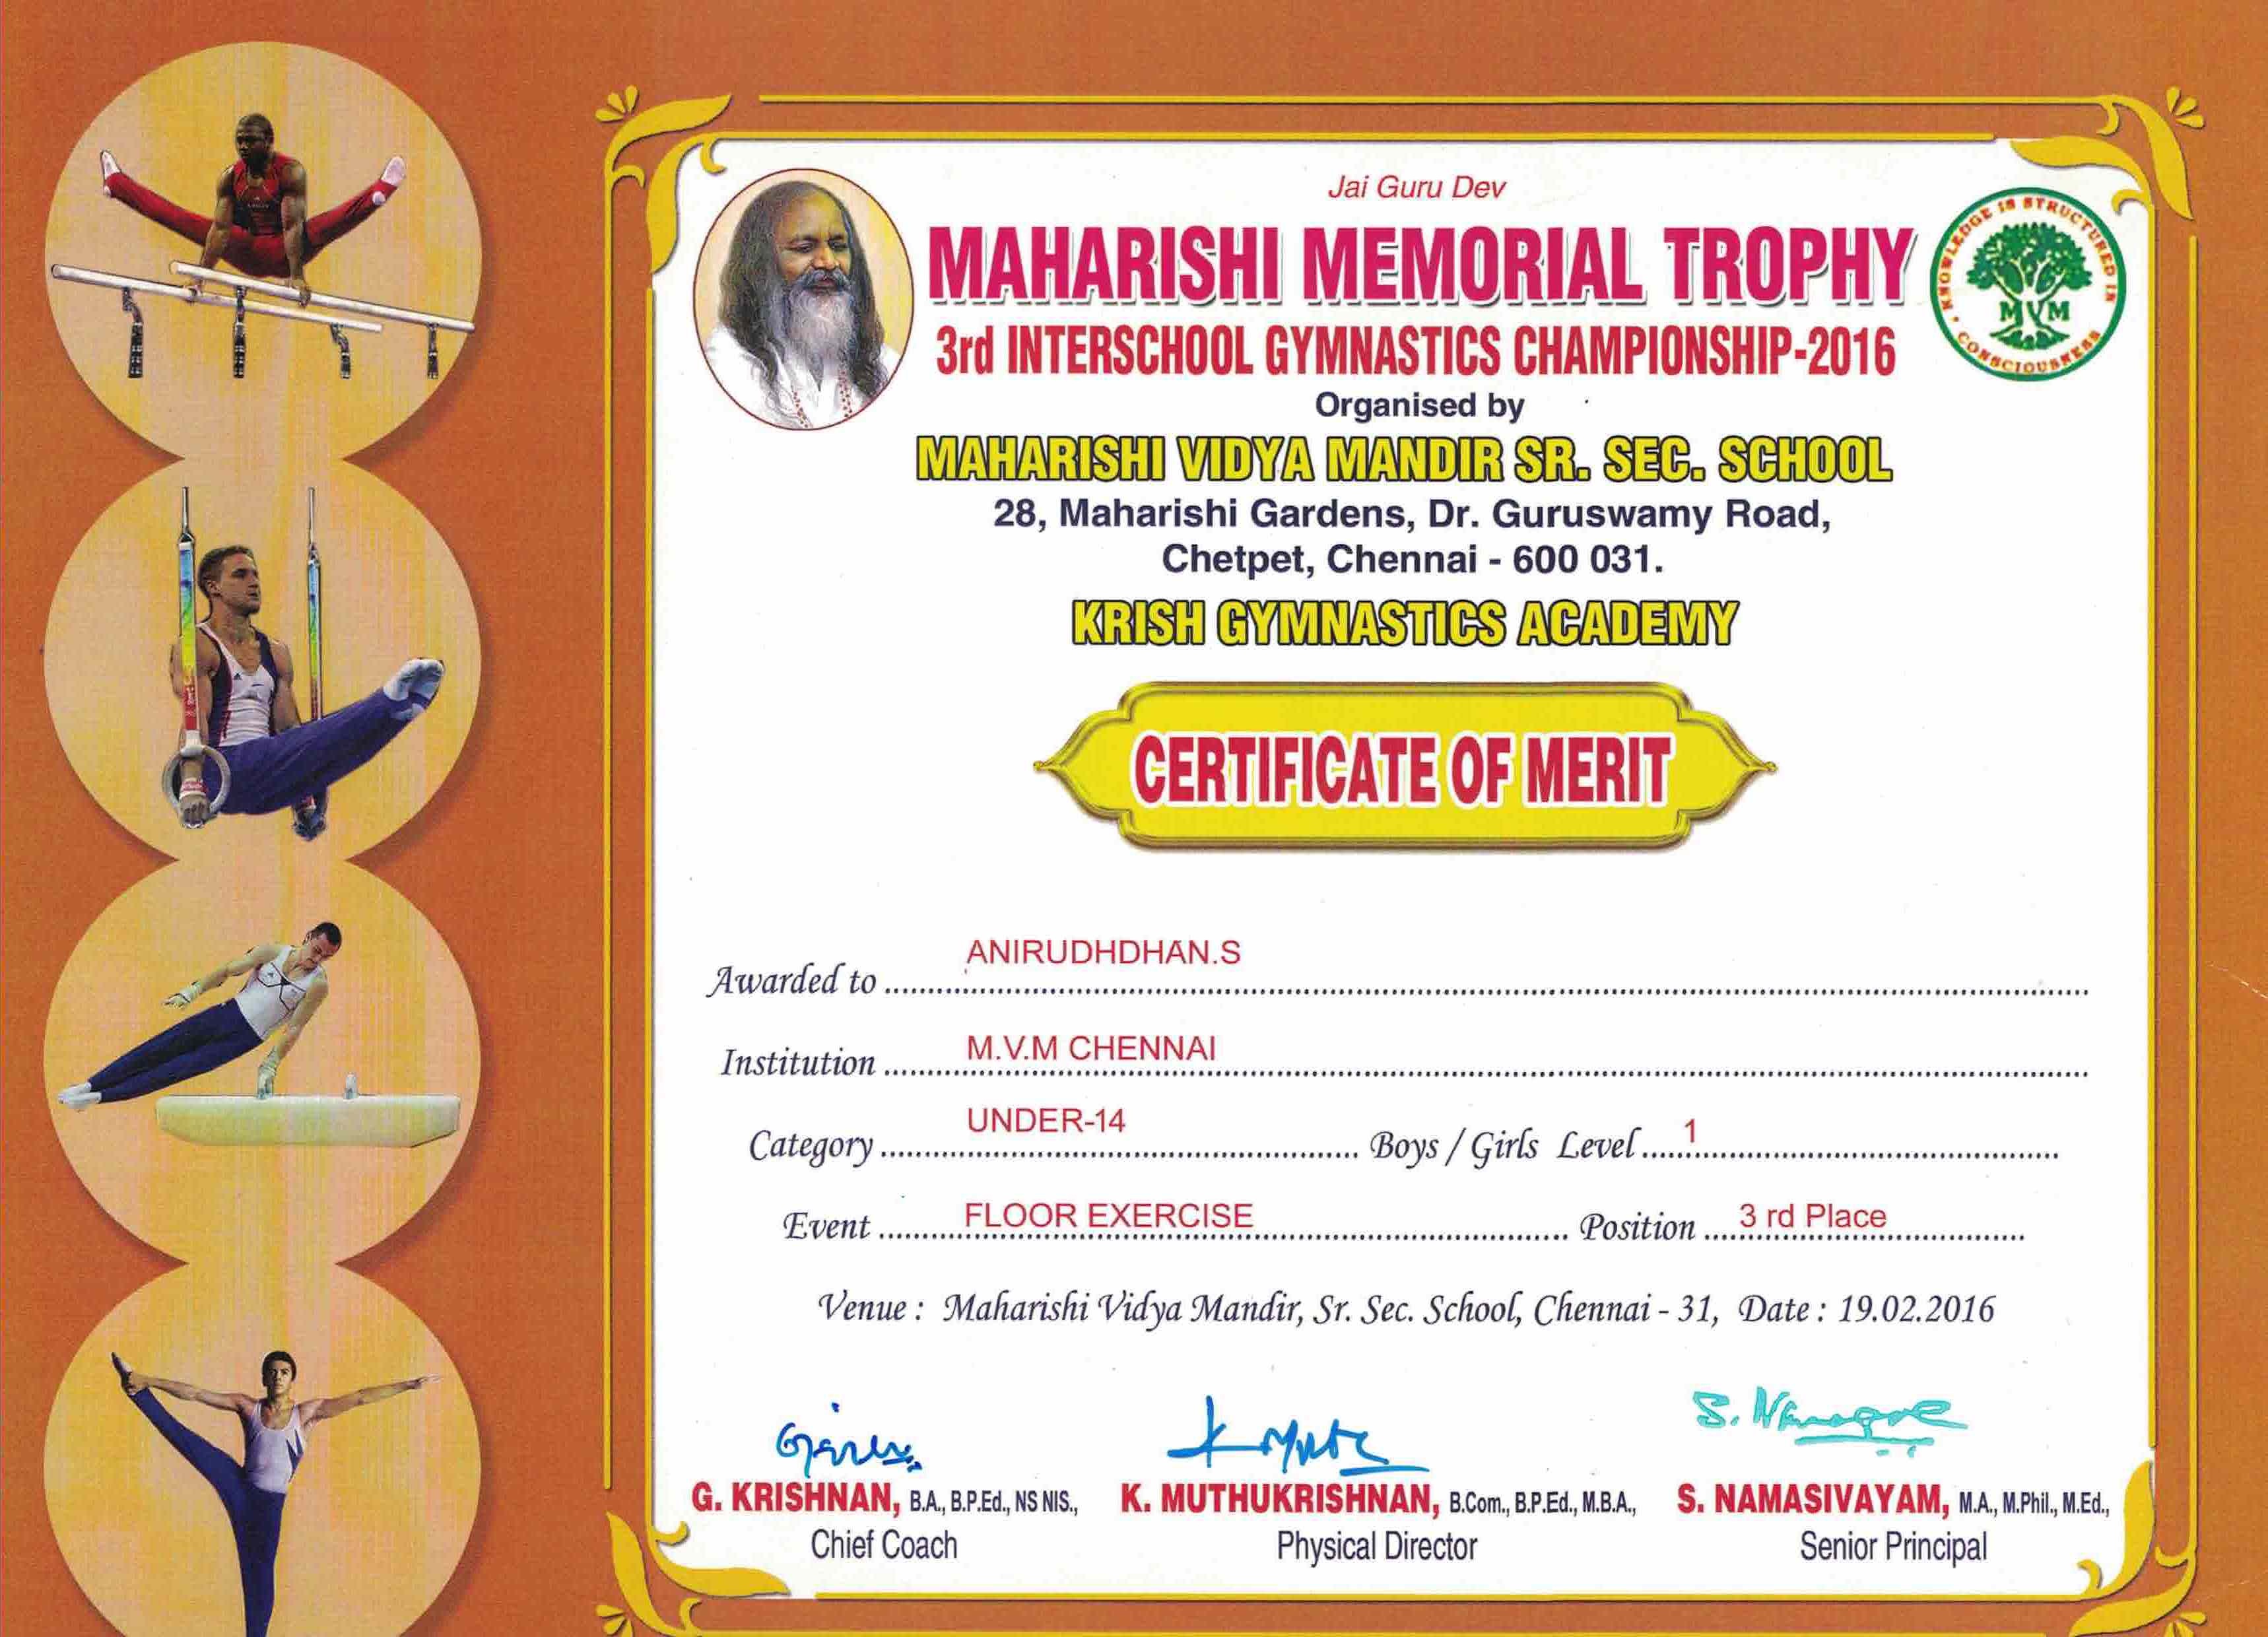 Jai Guru Dev
MAHARISHI MEMORIAL TROPHY
3rd INTERSCHOOL GYMNASTICS CHAMPIONSHIP-2016
KNOWLEDGE IS STRUCTURED IN CONSCIOUSNESS
MVM
Organised by
MAHARISHI VIDYA MANDIR SR. SEC. SCHOOL
28, Maharishi Gardens, Dr. Guruswamy Road,
Chetpet, Chennai - 600 031.
KRISH GYMNASTICS ACADEMY
CERTIFICATE OF MERIT
Awarded to ANIRUDHDHAN.S
Institution M.V.M CHENNAI
Category UNDER-14 Boys / Girls Level 1
Event FLOOR EXERCISE Position 3 rd Place
Venue : Maharishi Vidya Mandir, Sr. Sec. School, Chennai - 31, Date : 19.02.2016
G. KRISHNAN, B.A., B.P.Ed., NS NIS., K. MUTHUKRISHNAN, B.Com., B.P.Ed., M.B.A., S. NAMASIVAYAM, M.A., M.Phil., M.Ed.,
Chief Coach Physical Director Senior Principal